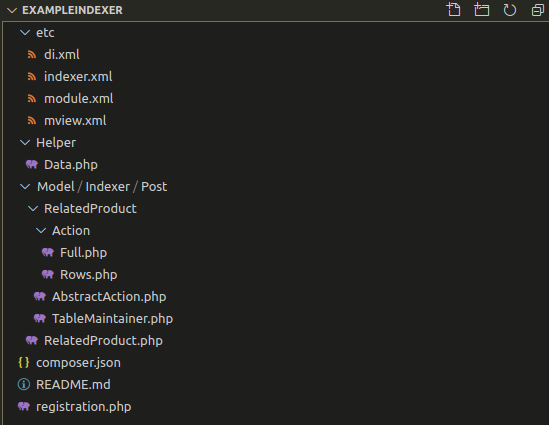 EXAMPLEINDEXER
etc
di.xml
indexer.xml
module.xml
mview.xml
Helper
Data.php
Model / Indexer / Post
RelatedProduct
Action
Full.php
Rows.php
AbstractAction.php
TableMaintainer.php
RelatedProduct.php
composer.json
README.md
registration.php